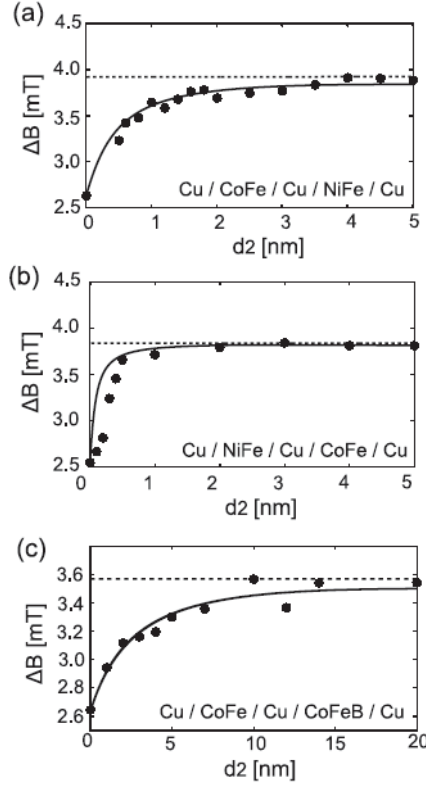 (a)
4.5
4.0
3.5
3.0
2.5
ΔB [mT]
Cu / CoFe / Cu / NiFe / Cu
0 1 2 3 4 5
d2 [nm]
(b)
4.5
4.0
3.5
3.0
2.5
ΔB [mT]
Cu / NiFe / Cu / CoFe / Cu
0 1 2 3 4 5
d2 [nm]
(c)
3.6
3.4
3.2
3.0
2.8
2.6
ΔB [mT]
Cu / CoFe / Cu / CoFeB / Cu
0 5 10 15 20
d2 [nm]